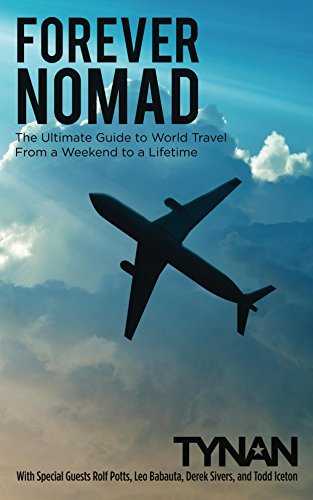 FOREVER
NOMAD
The Ultimate Guide to World Travel
From a Weekend to a Lifetime
TYNAN
With Special Guests Rolf Potts, Leo Babauta, Derek Sivers, and Todd Iceton